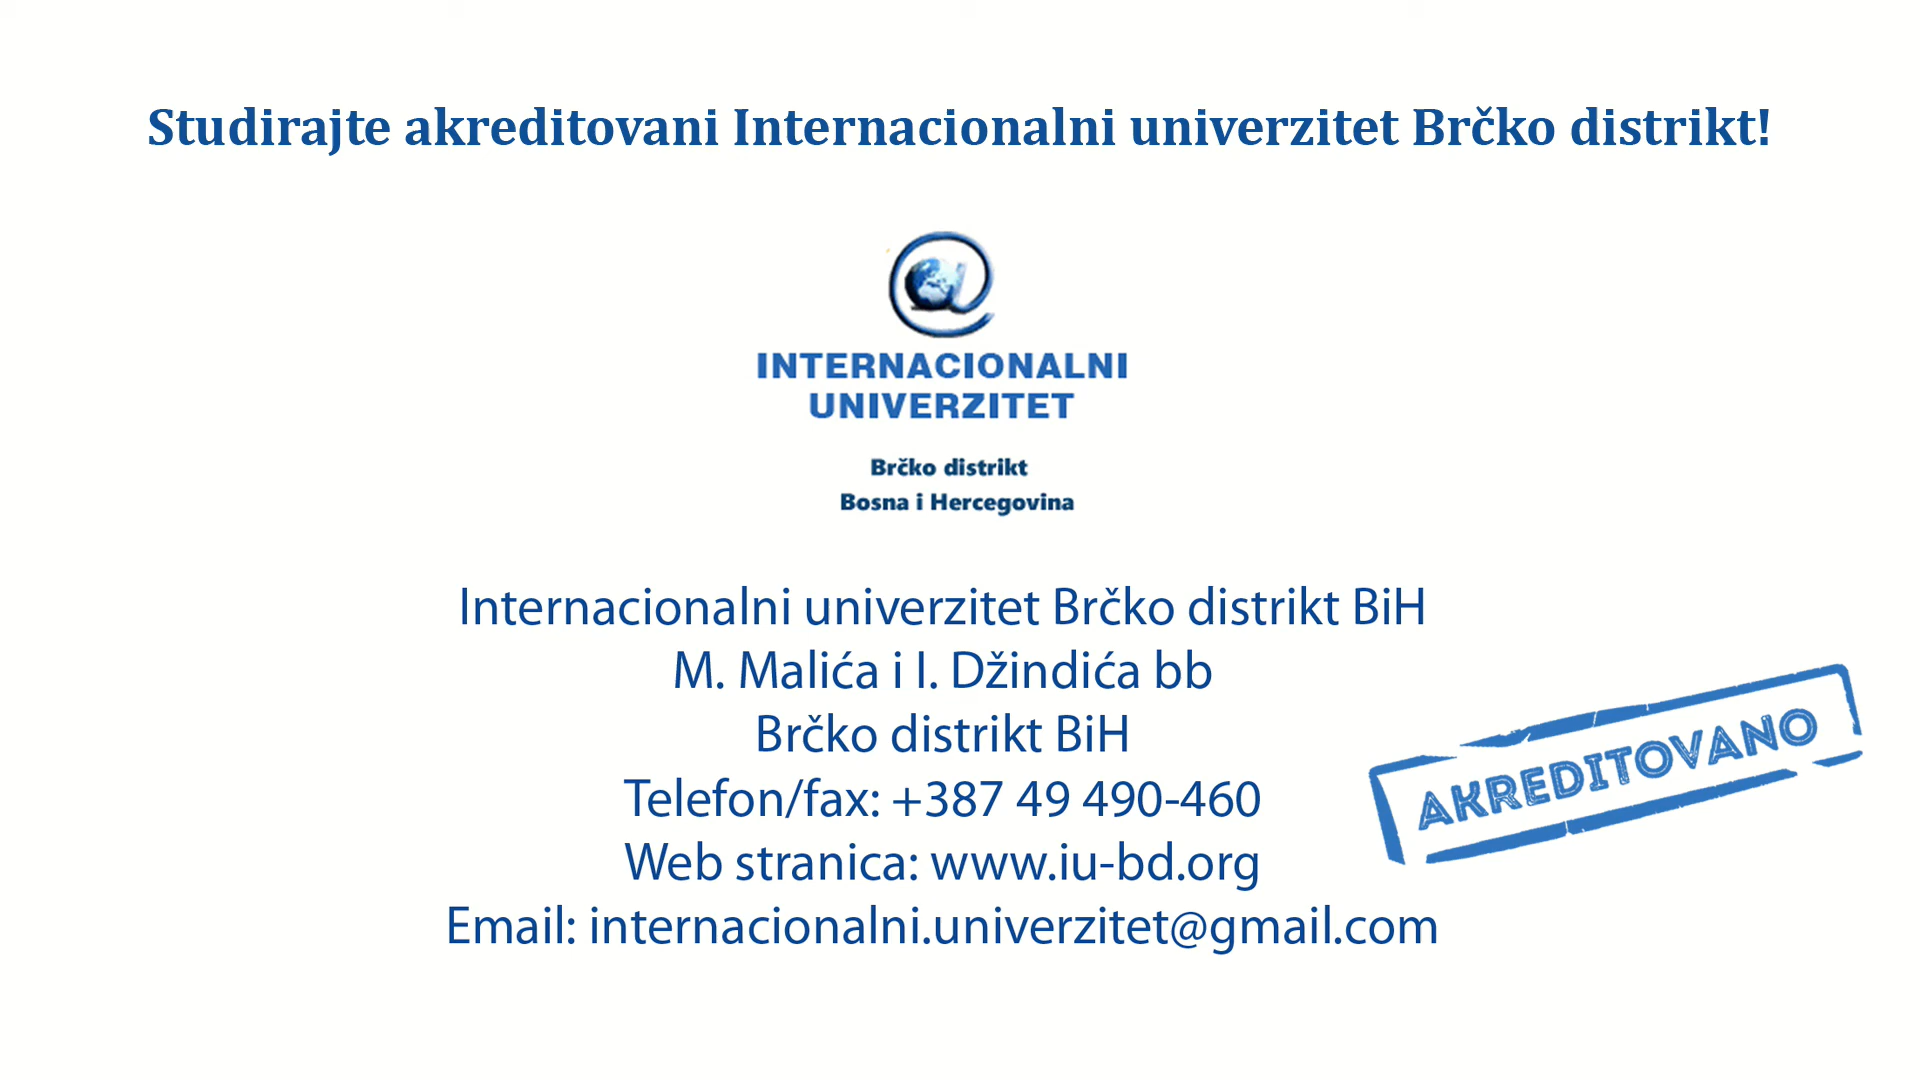 Studirajte akreditovani Internacionalni univerzitet Brčko distrikt!
INTERNACIONALNI
UNIVERZITET
Brčko distrikt
Bosna i Hercegovina
Internacionalni univerzitet Brčko distrikt BiH
M. Malića i I. Džindića bb
Brčko distrikt BiH
Telefon/fax: +387 49 490-460
Web stranica: www.iu-bd.org
Email: internacionalni.univerzitet@gmail.com
AKREDITOVANO